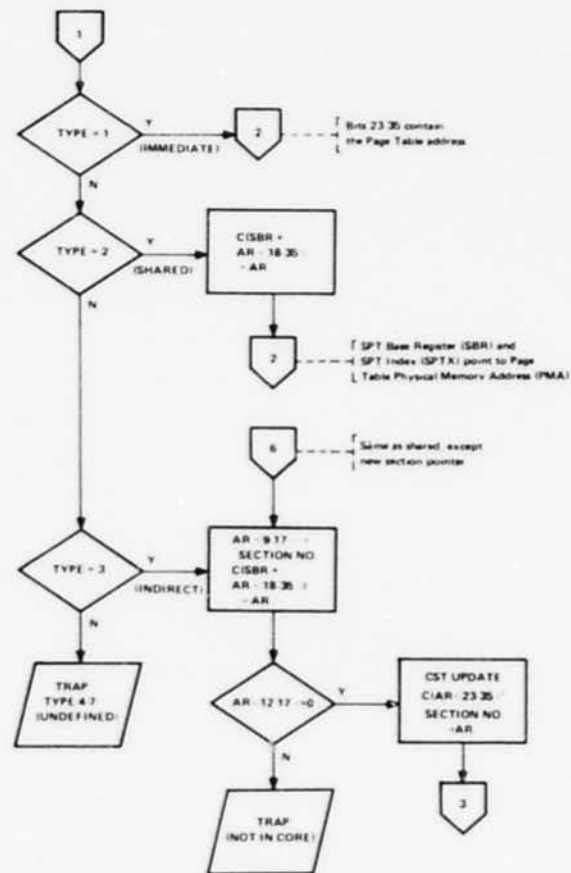 1
TYPE = 1
Y
(IMMEDIATE)
2
Bits 23-35 contain
the Page Table address
N
TYPE = 2
Y
(SHARED)
C(SBR +
AR< 18-35>)
→AR
N
2
SPT Base Register (SBR) and
SPT Index (SPTX) point to Page
Table Physical Memory Address (PMA)
6
Same as shared, except
new section pointer
TYPE = 3
Y
(INDIRECT)
AR< 9-17>→
SECTION NO.
C(SBR +
AR< 18-35>)
→AR
N
TRAP
TYPE 4-7
(UNDEFINED)
AR< 12-17>=0
Y
CST UPDATE
C(AR<23-35>
SECTION NO.
→AR
N
3
TRAP
(NOT IN CORE)